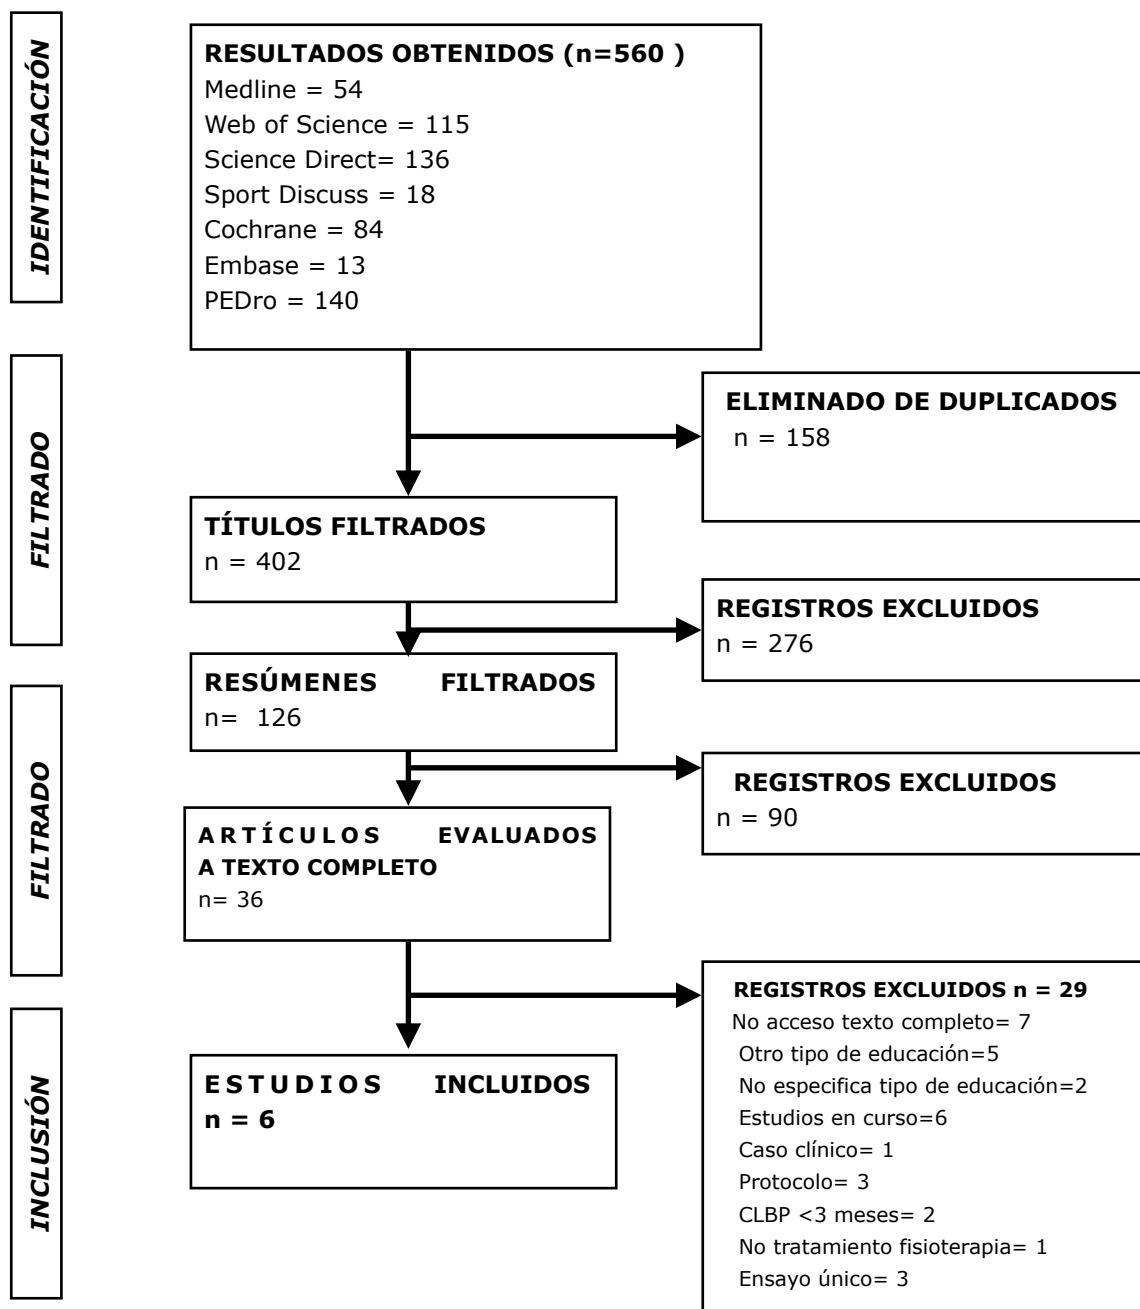 IDENTIFICACIÓN
RESULTADOS OBTENIDOS (n=560 )
Medline = 54
Web of Science = 115
Science Direct= 136
Sport Discuss = 18
Cochrane = 84
Embase = 13
PEDro = 140
FILTRADO
ELIMINADO DE DUPLICADOS
n = 158
TÍTULOS FILTRADOS
n = 402
REGISTROS EXCLUIDOS
n = 276
RESÚMENES FILTRADOS
n= 126
FILTRADO
REGISTROS EXCLUIDOS
n = 90
ARTÍCULOS EVALUADOS
A TEXTO COMPLETO
n= 36
REGISTROS EXCLUIDOS n = 29
No acceso texto completo= 7
Otro tipo de educación=5
No especifica tipo de educación=2
Estudios en curso=6
Caso clínico= 1
Protocolo = 3
CLBP <3 meses= 2
No tratamiento fisioterapia= 1
Ensayo único= 3
INCLUSIÓN
ESTUDIOS INCLUIDOS
n = 6